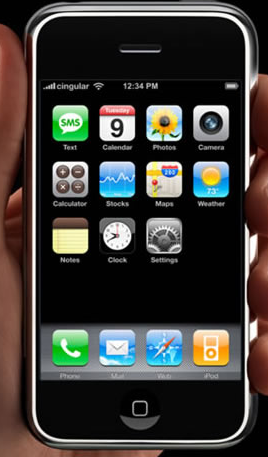 cingular 12:34 PM
SMS Tuesday 9 280
Text Calendar Photos Camera
73°
Calculator Stocks Maps Weather
Notes Clock Settings
Phone Mail Web iPod